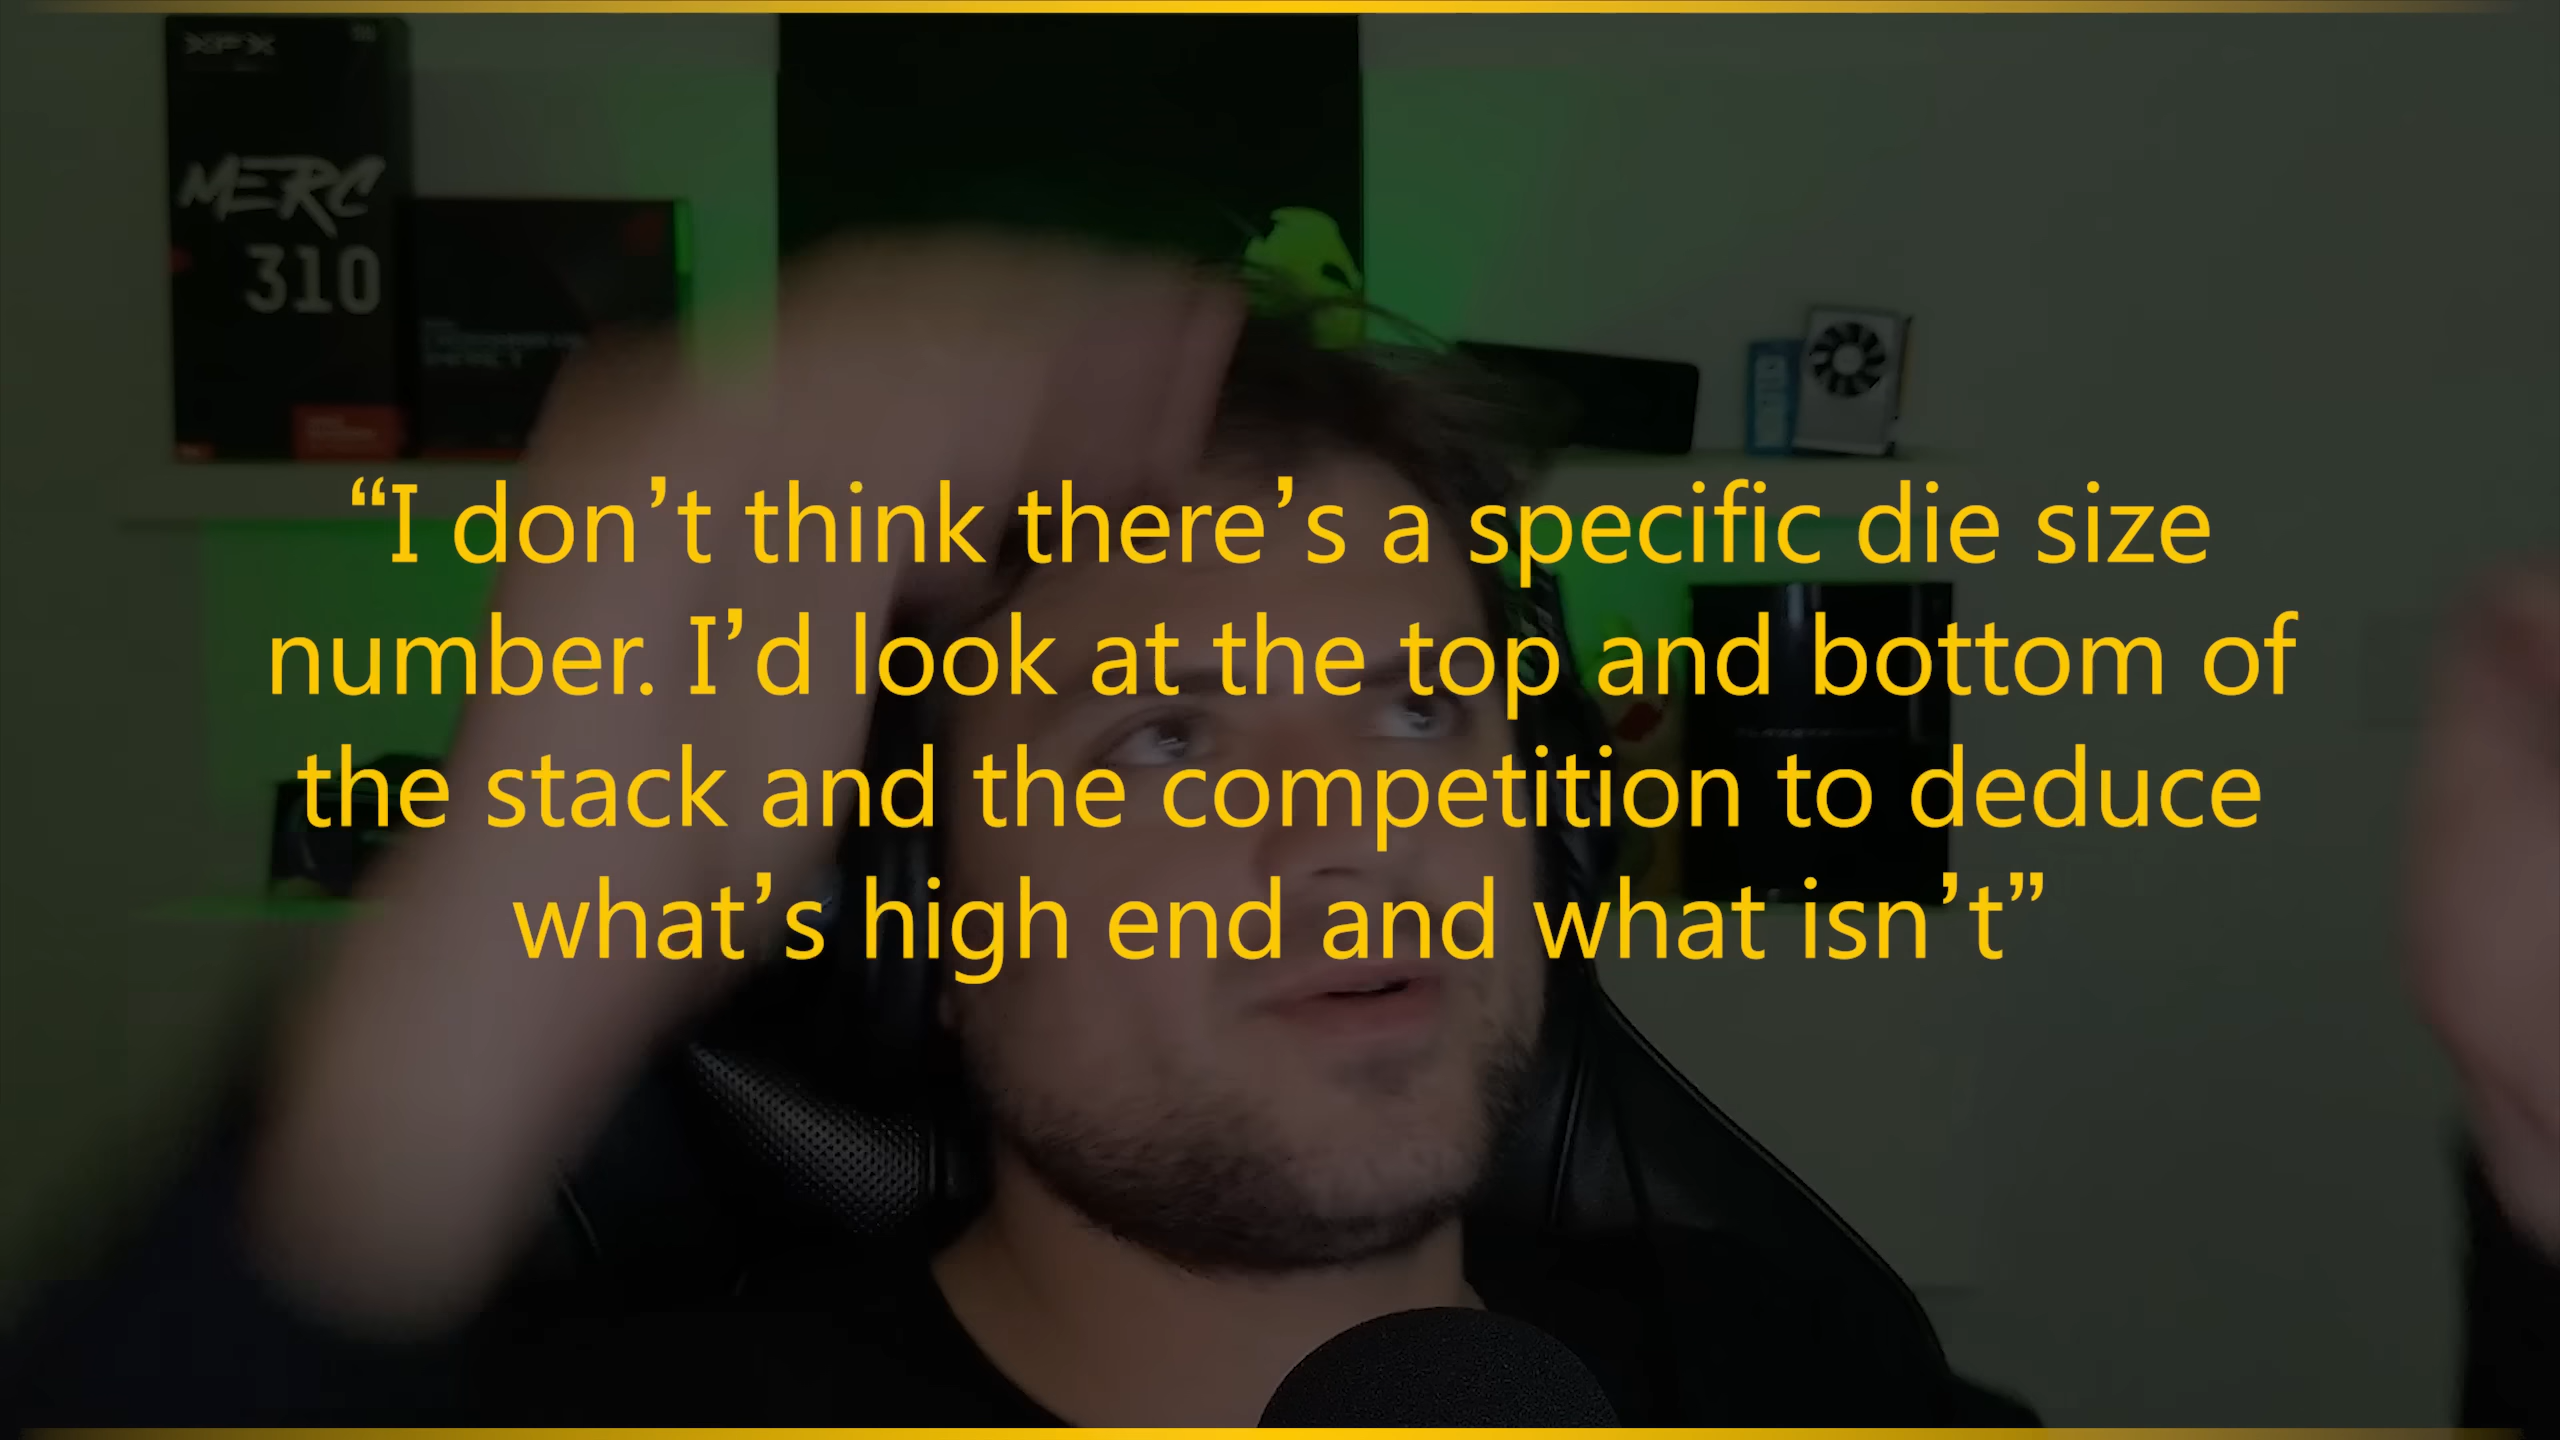 XFX
MERC
310
“I don’t think there’s a specific die size
number. I’d look at the top and bottom of
the stack and the competition to deduce
what’s high end and what isn’t”